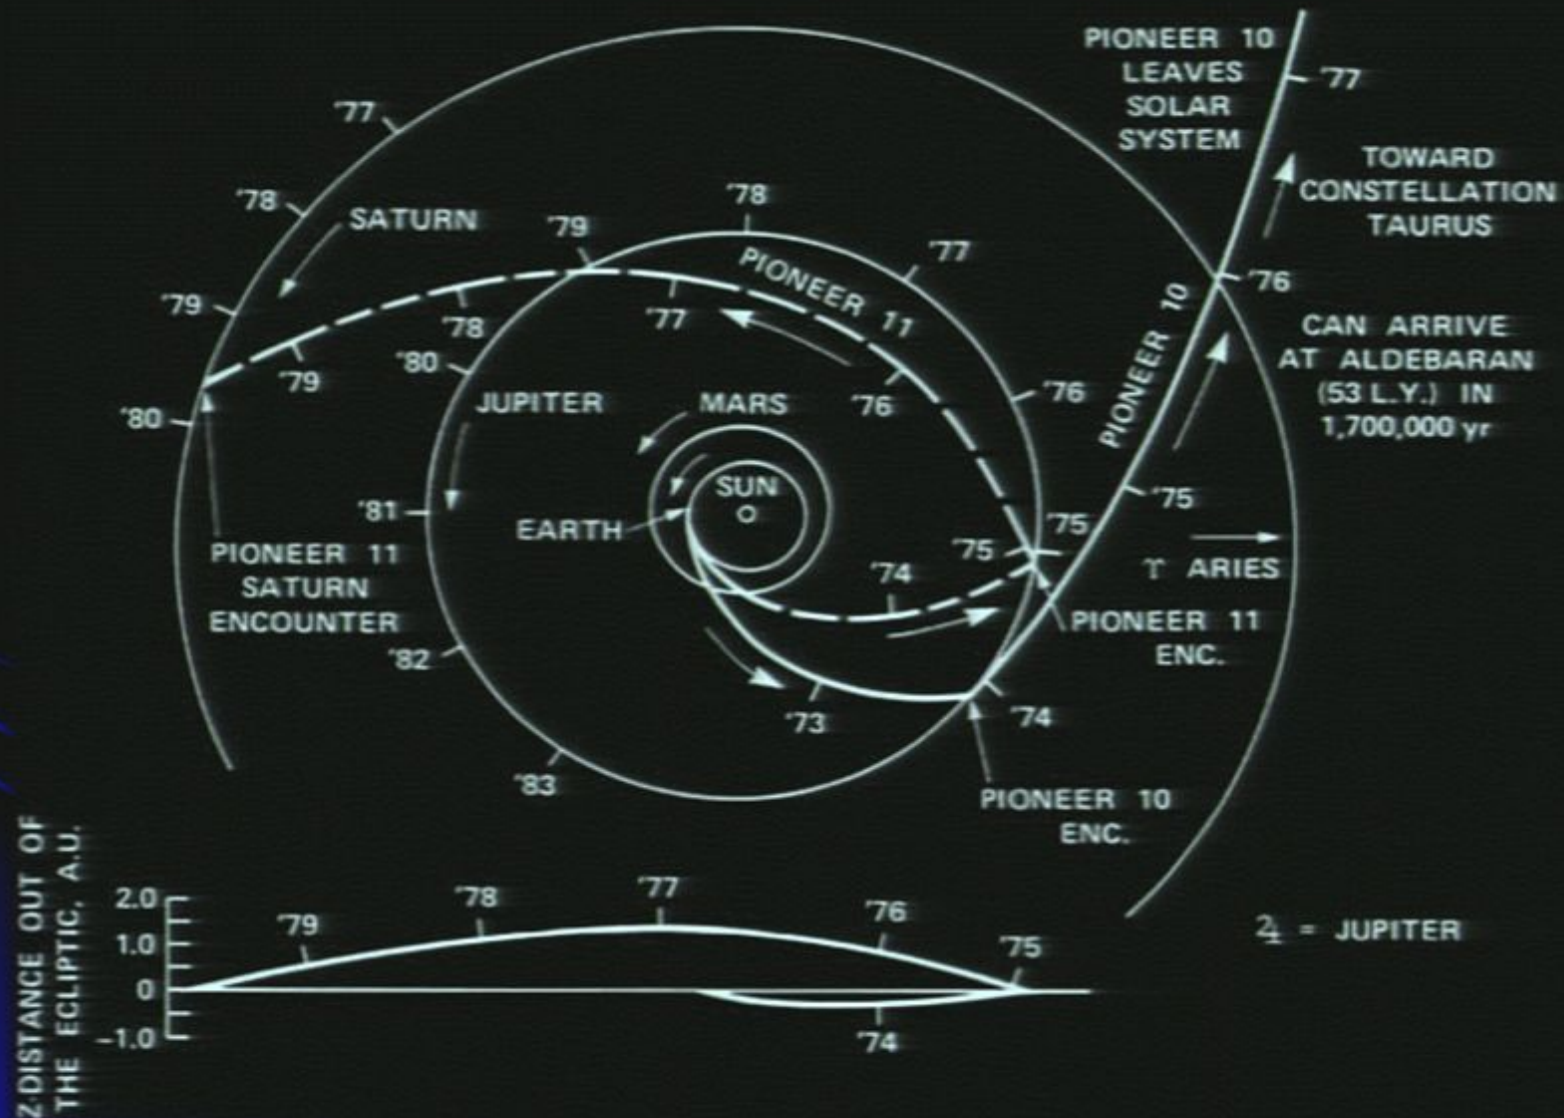 PIONEER 10
LEAVES
SOLAR
SYSTEM
'77
TOWARD
CONSTELLATION
TAURUS
'77
'78
SATURN
'79
'78
'77
PIONEER 11
PIONEER 10
'76
CAN ARRIVE
AT ALDEBARAN
(53 L.Y.) IN
1,700,000 yr
'79
'78
'77
'80
'79
'76
'76
'80
JUPITER
MARS
SUN
EARTH
'81
'75
'75
'75
♈ ARIES
PIONEER 11
SATURN
ENCOUNTER
'74
PIONEER 11
ENC.
'82
'73
'74
'83
PIONEER 10
ENC.
Z-DISTANCE OUT OF
THE ECLIPTIC, A.U.
2.0
1.0
0
-1.0
'79
'78
'77
'76
'75
'74
♃ = JUPITER